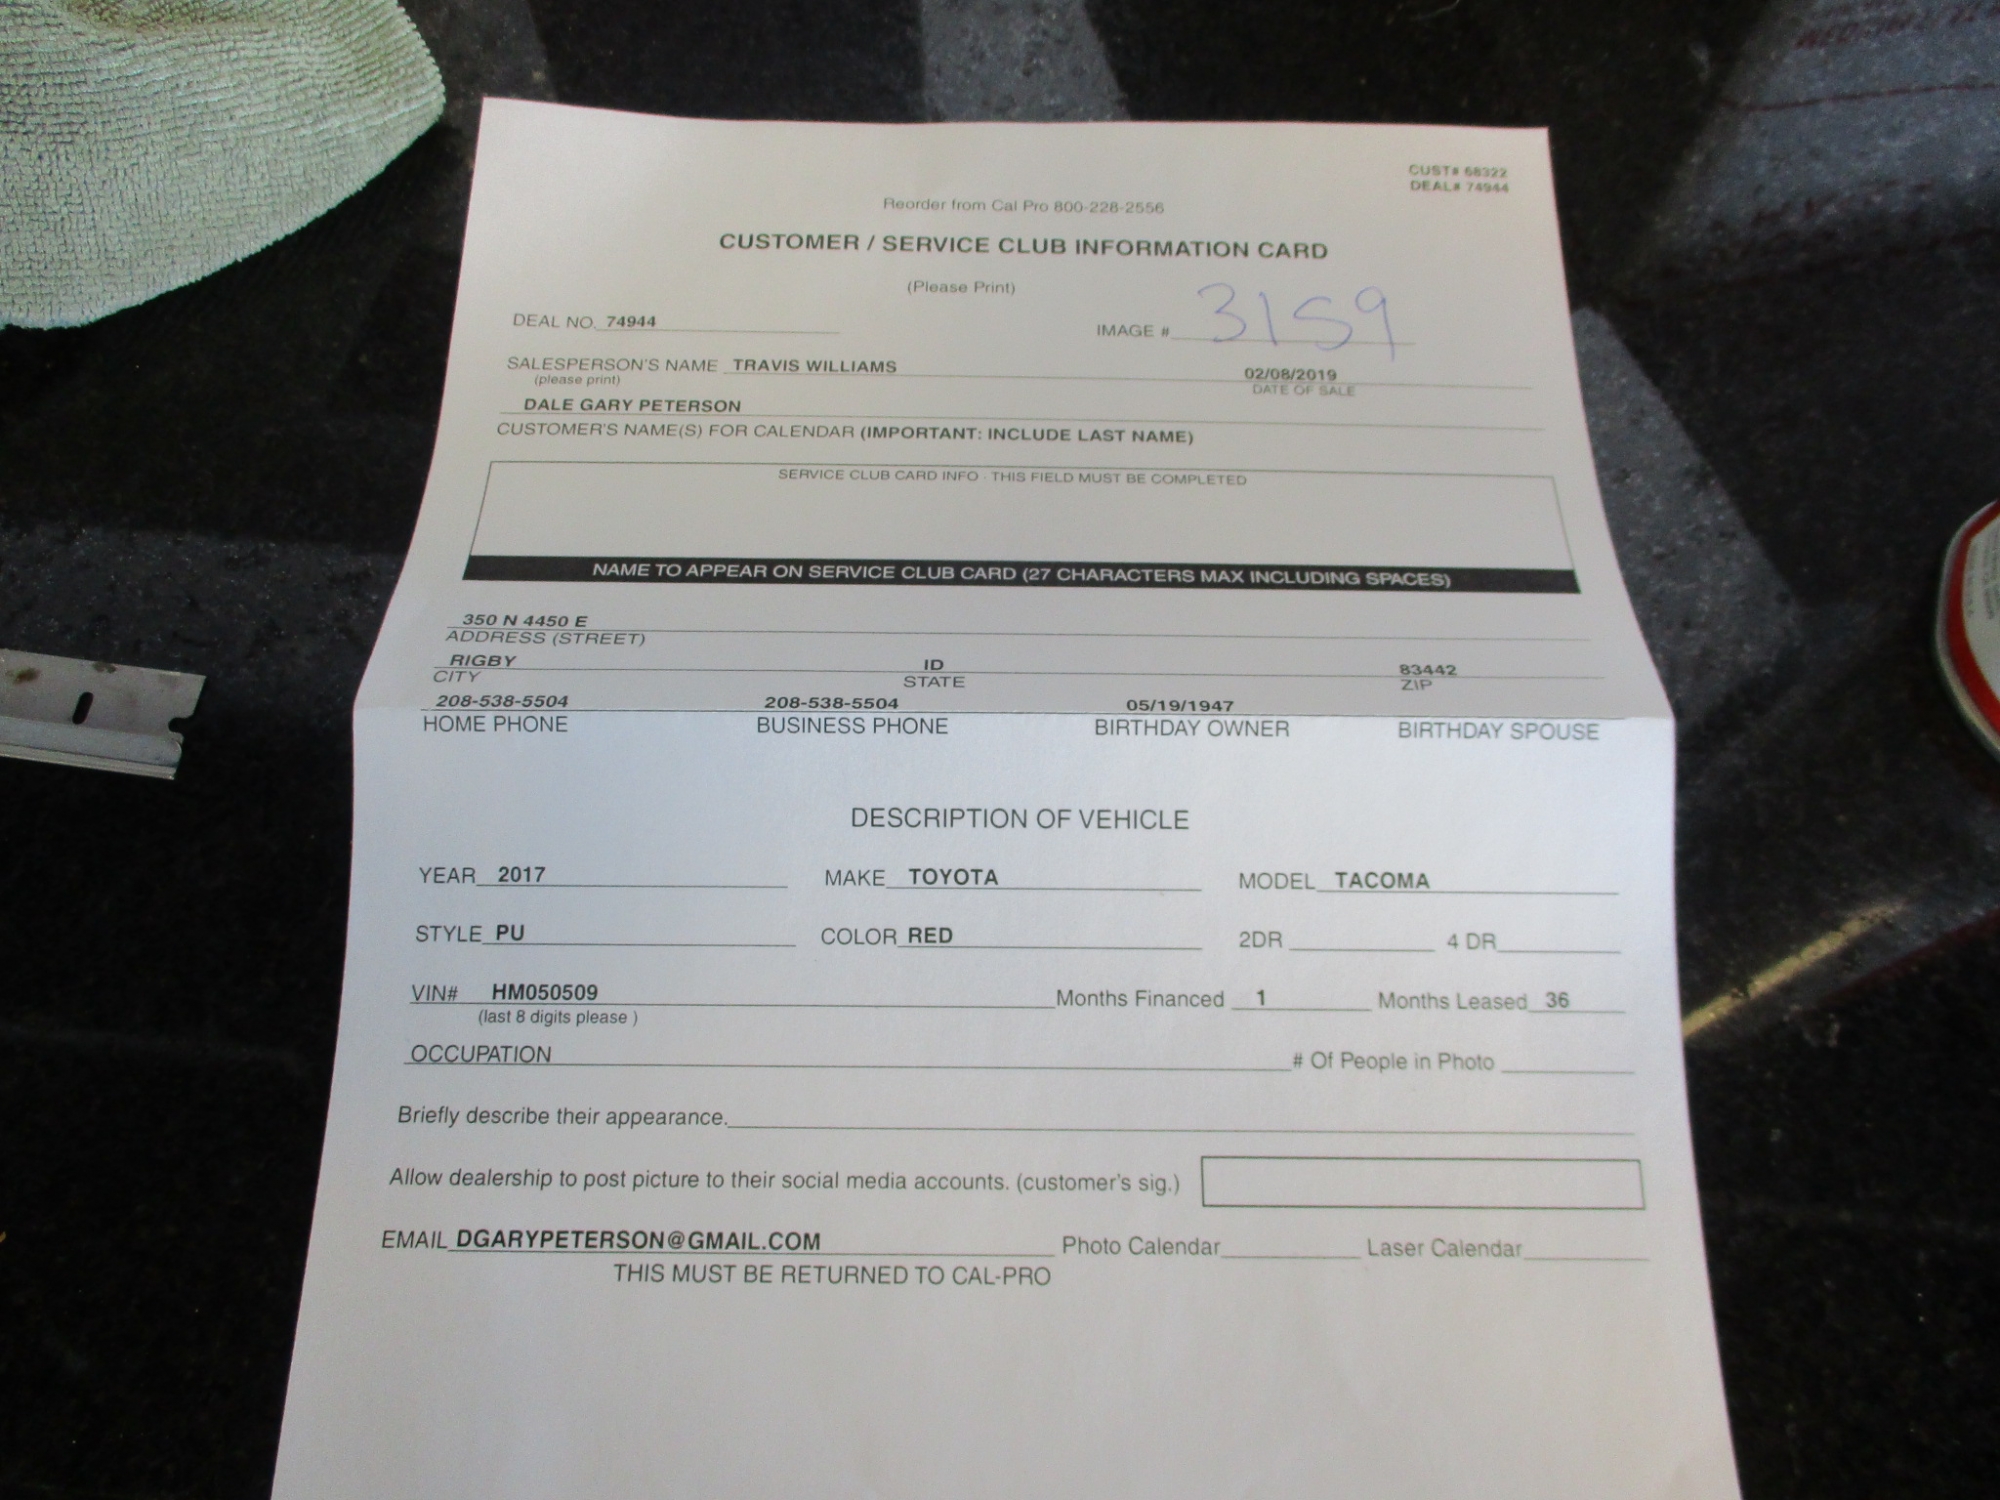 CUST# 68322
DEAL# 74944
Reorder from Cal Pro 800-228-2556
CUSTOMER / SERVICE CLUB INFORMATION CARD
(Please Print)
DEAL NO. 74944 IMAGE # 3159
SALESPERSON'S NAME TRAVIS WILLIAMS 02/08/2019
(please print) DATE OF SALE
DALE GARY PETERSON
CUSTOMER'S NAME(S) FOR CALENDAR (IMPORTANT: INCLUDE LAST NAME)
SERVICE CLUB CARD INFO - THIS FIELD MUST BE COMPLETED
NAME TO APPEAR ON SERVICE CLUB CARD (27 CHARACTERS MAX INCLUDING SPACES)
350 N 4450 E
ADDRESS (STREET)
RIGBY ID 83442
CITY STATE ZIP
208-538-5504 208-538-5504 05/19/1947
HOME PHONE BUSINESS PHONE BIRTHDAY OWNER BIRTHDAY SPOUSE
DESCRIPTION OF VEHICLE
YEAR 2017 MAKE TOYOTA MODEL TACOMA
STYLE PU COLOR RED 2DR 4 DR
VIN# HM050509 Months Financed 1 Months Leased 36
(last 8 digits please )
OCCUPATION # Of People in Photo
Briefly describe their appearance.
Allow dealership to post picture to their social media accounts. (customer's sig.)
EMAIL DGARYPETERSON@GMAIL.COM Photo Calendar Laser Calendar
THIS MUST BE RETURNED TO CAL-PRO